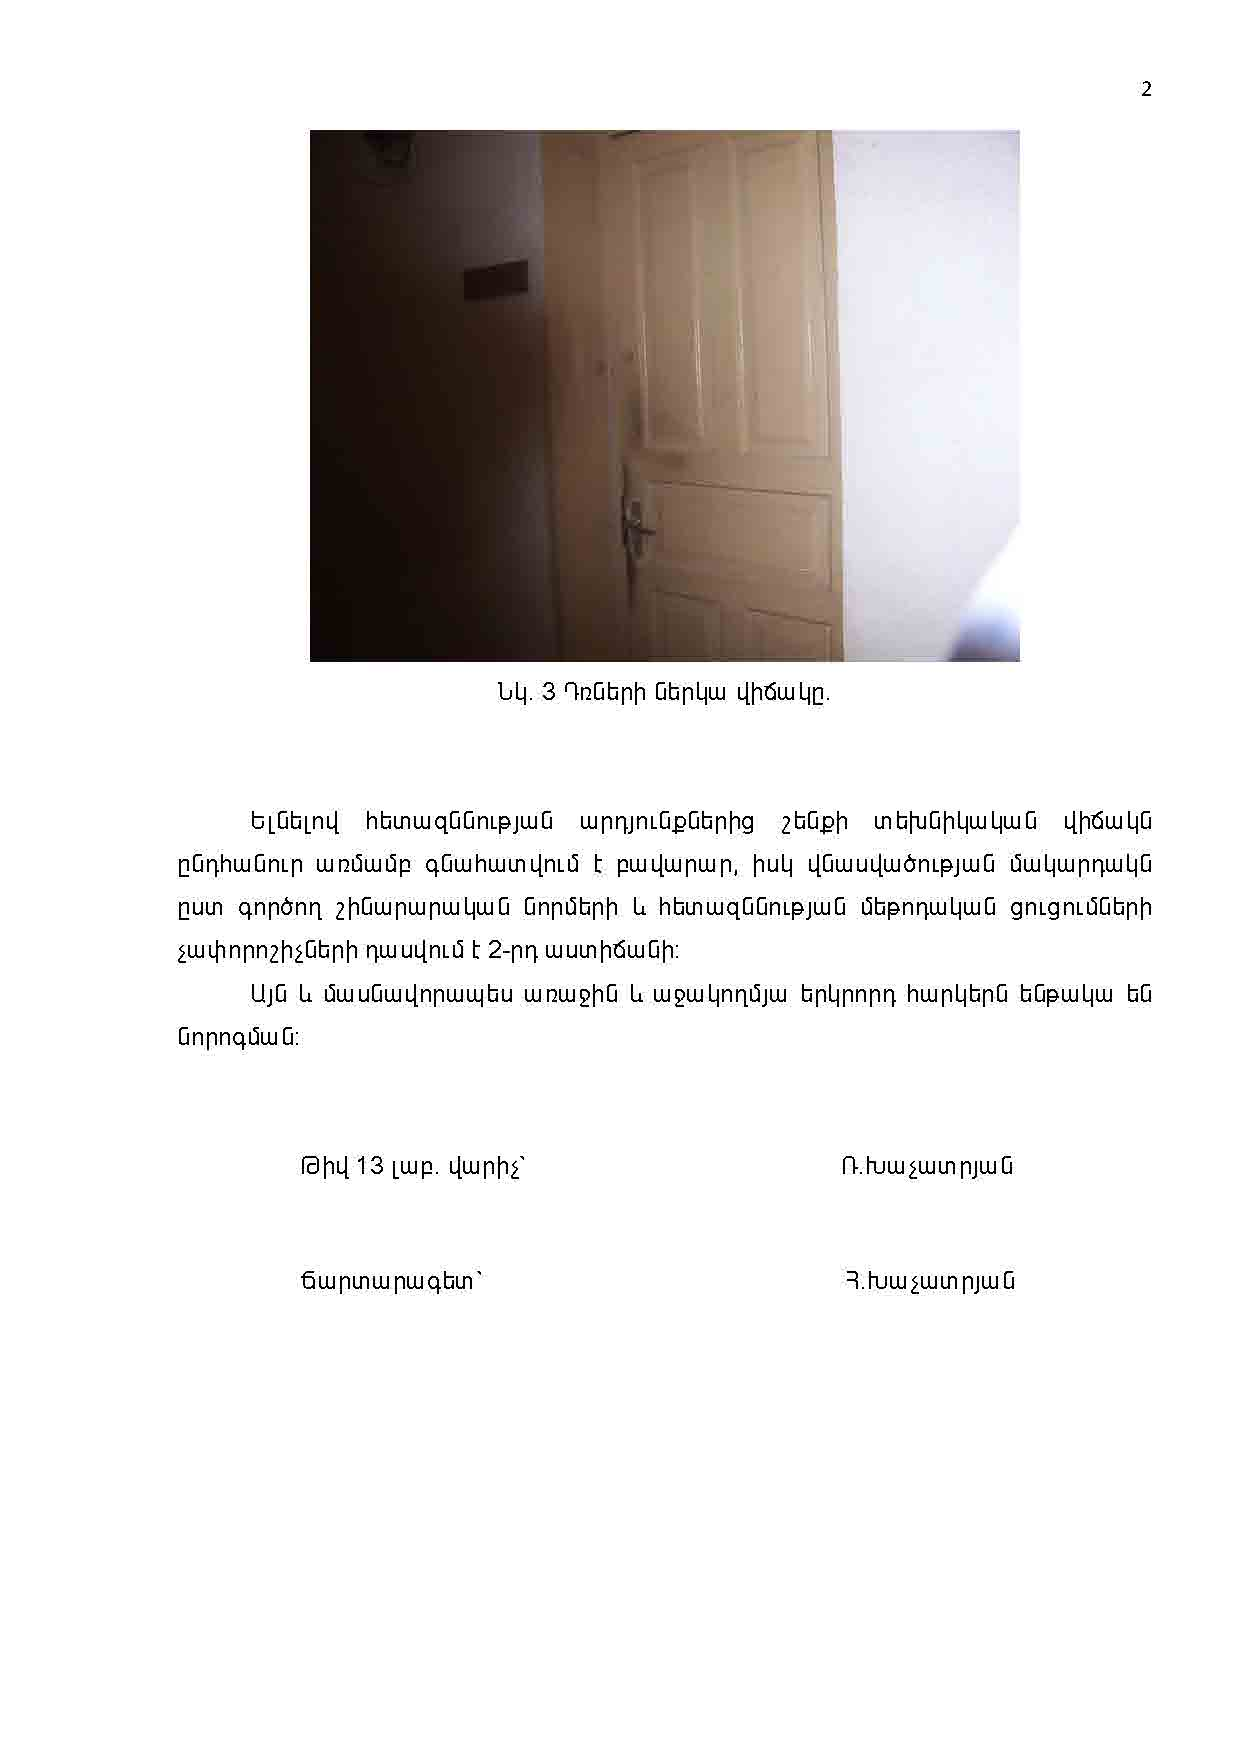 2
Նկ. 3 Դռների ներկա վիճակը.
Ելնելով հետազննության արդյունքներից շենքի տեխնիկական վիճակն
ընդհանուր առմամբ գնահատվում է բավարար, իսկ վնասվածության մակարդակն
ըստ գործող շինարարական նորմերի և հետազննության մեթոդական ցուցումների
չափորոշիչների դասվում է 2-րդ աստիճանի:
Այն և մասնավորապես առաջին և աջակողմյա երկրորդ հարկերն ենթակա են
նորոգման:
Թիվ 13 լաբ. վարիչ՝ Ռ.Խաչատրյան
Ճարտարագետ՝ Հ.Խաչատրյան